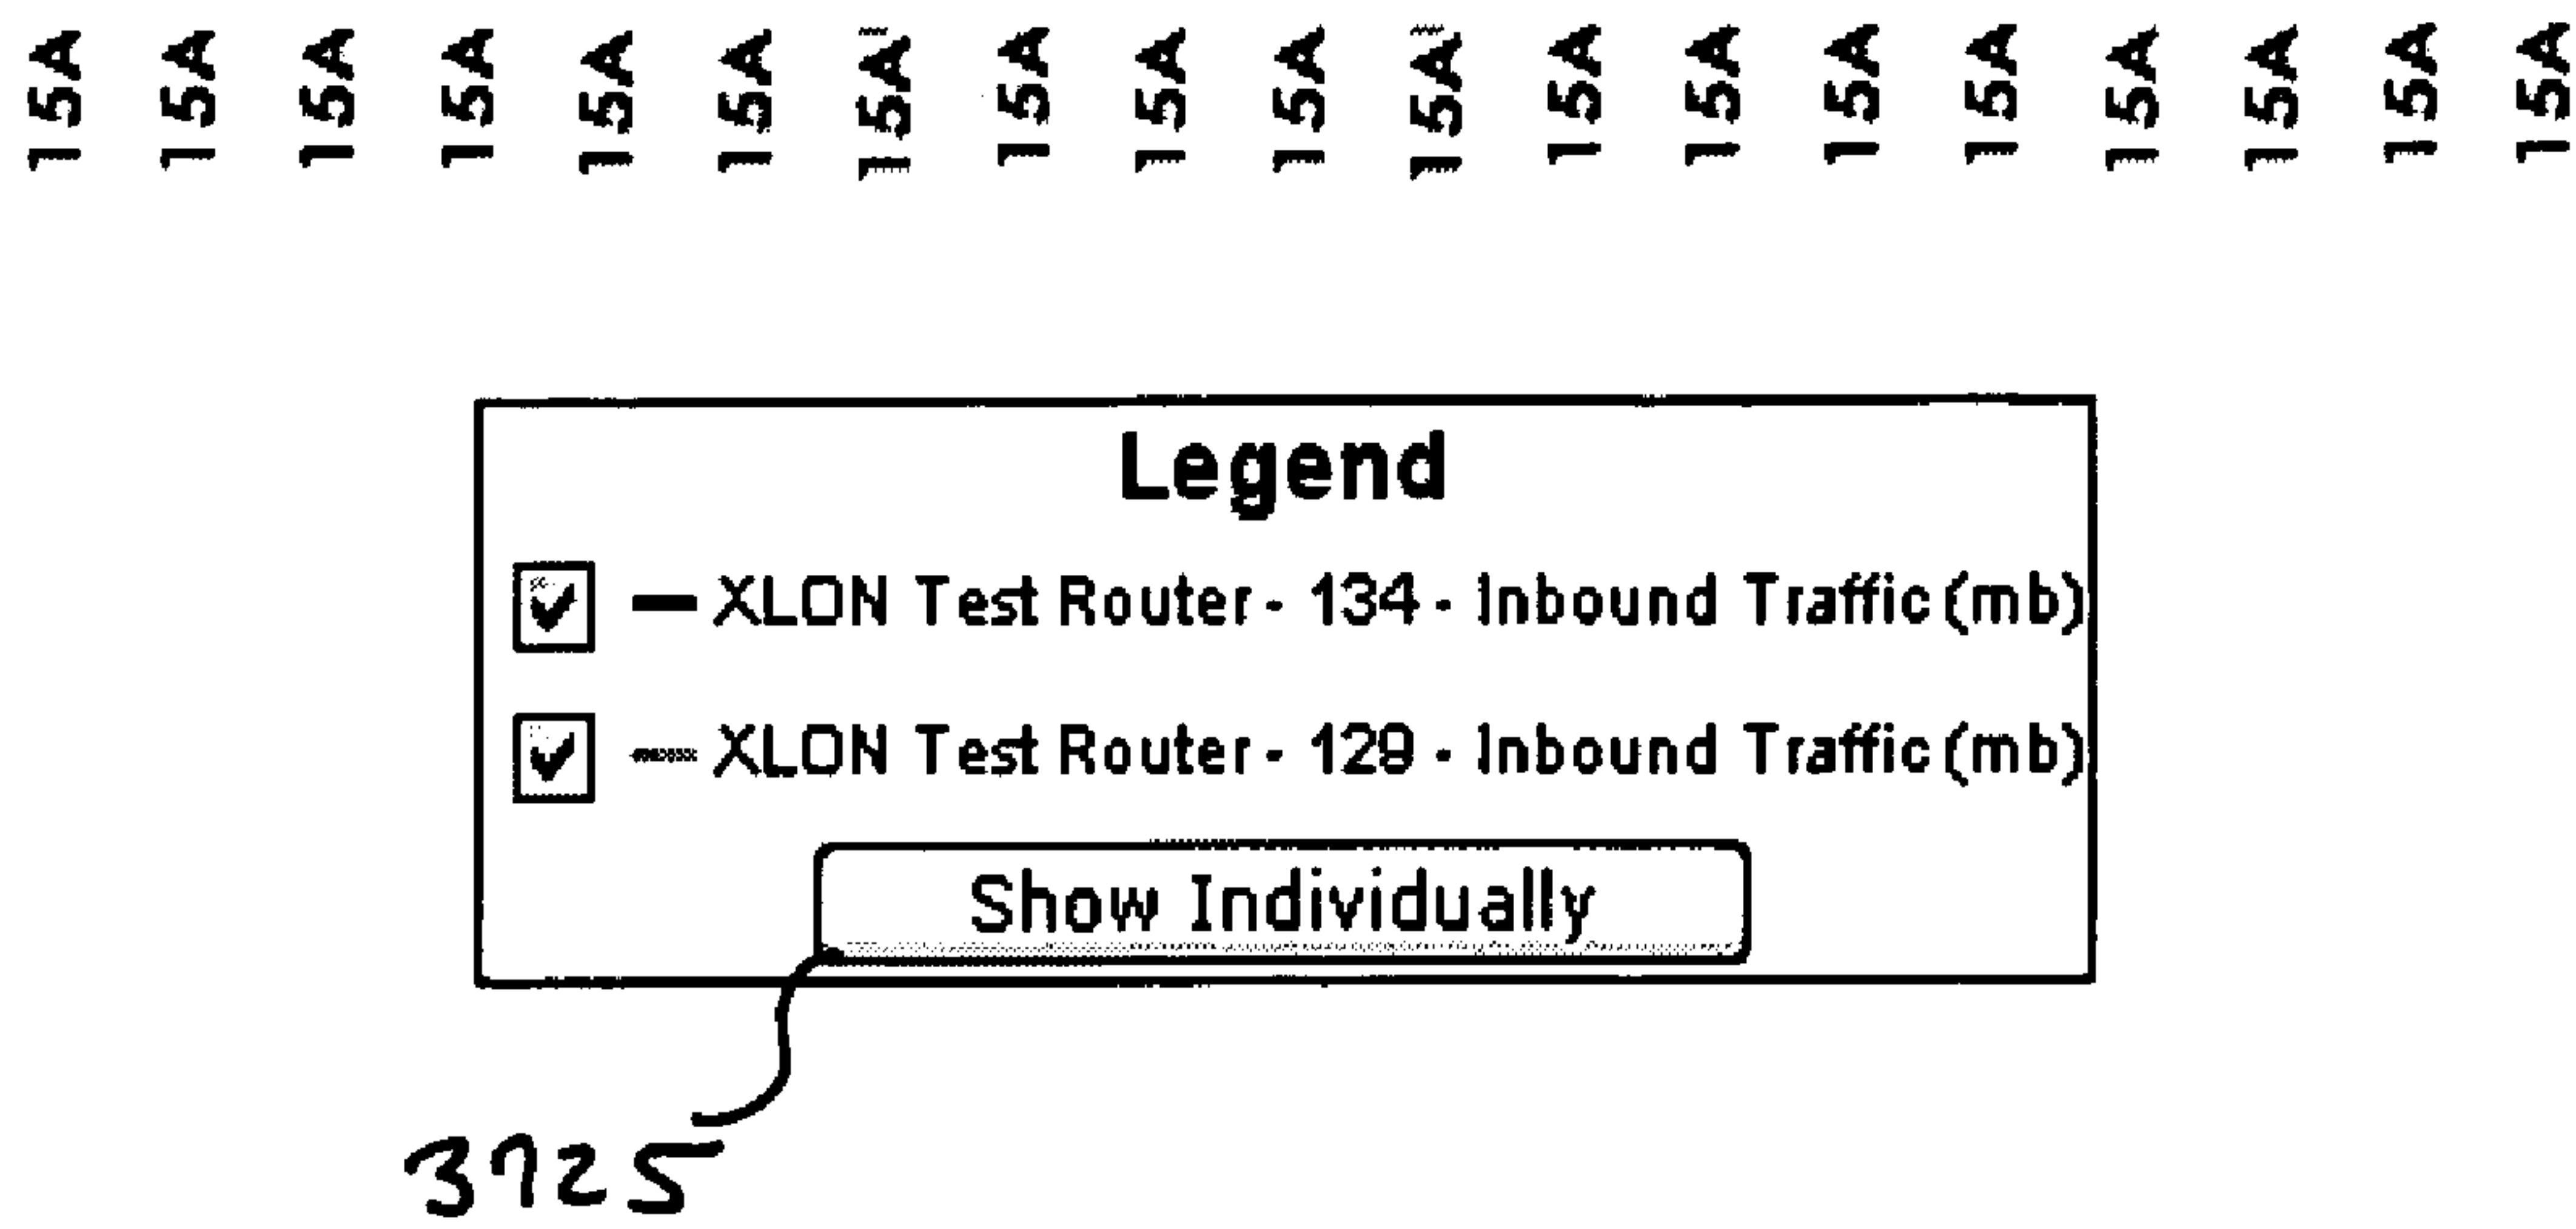 15A 15A 15A 15A 15A 15A 15A 15A 15A 15A 15A 15A 15A 15A 15A 15A 15A 15A 15A
Legend
XLON Test Router - 134 - Inbound Traffic (mb)
XLON Test Router - 129 - Inbound Traffic (mb)
Show Individually
3725